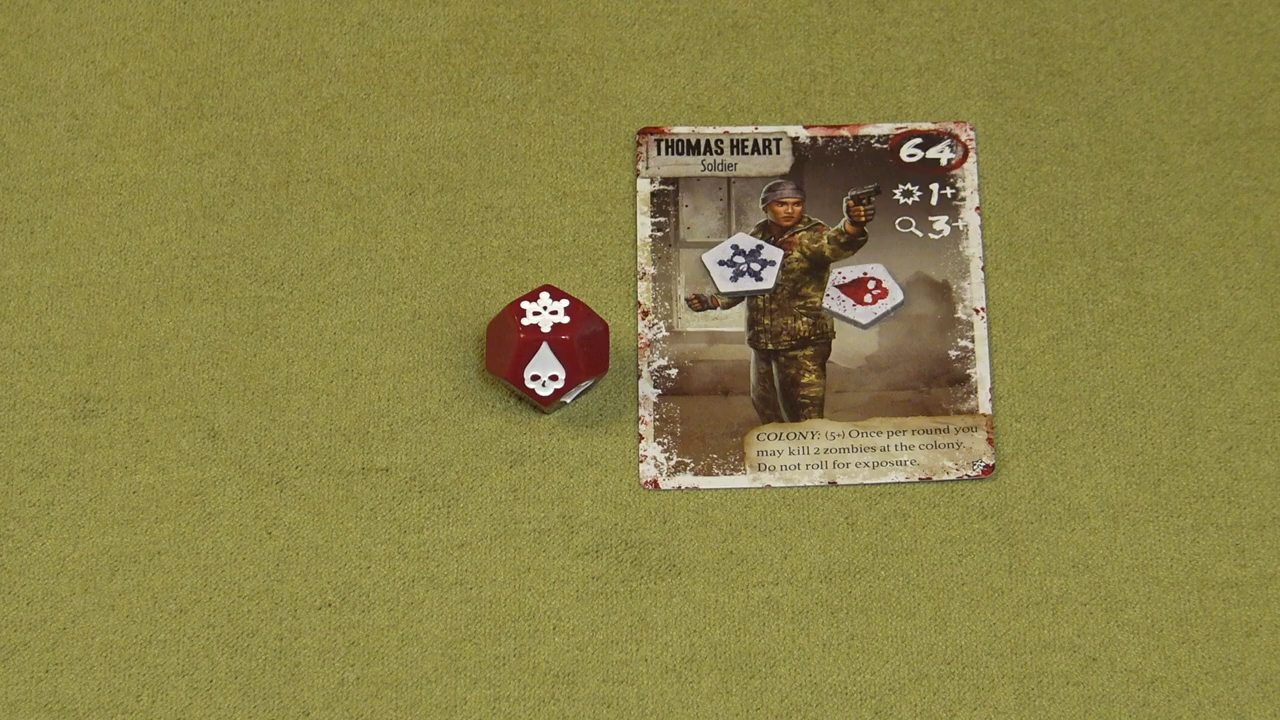 THOMAS HEART
Soldier
64
1+
3+
COLONY: (5+) Once per round you
may kill 2 zombies at the colony.
Do not roll for exposure.